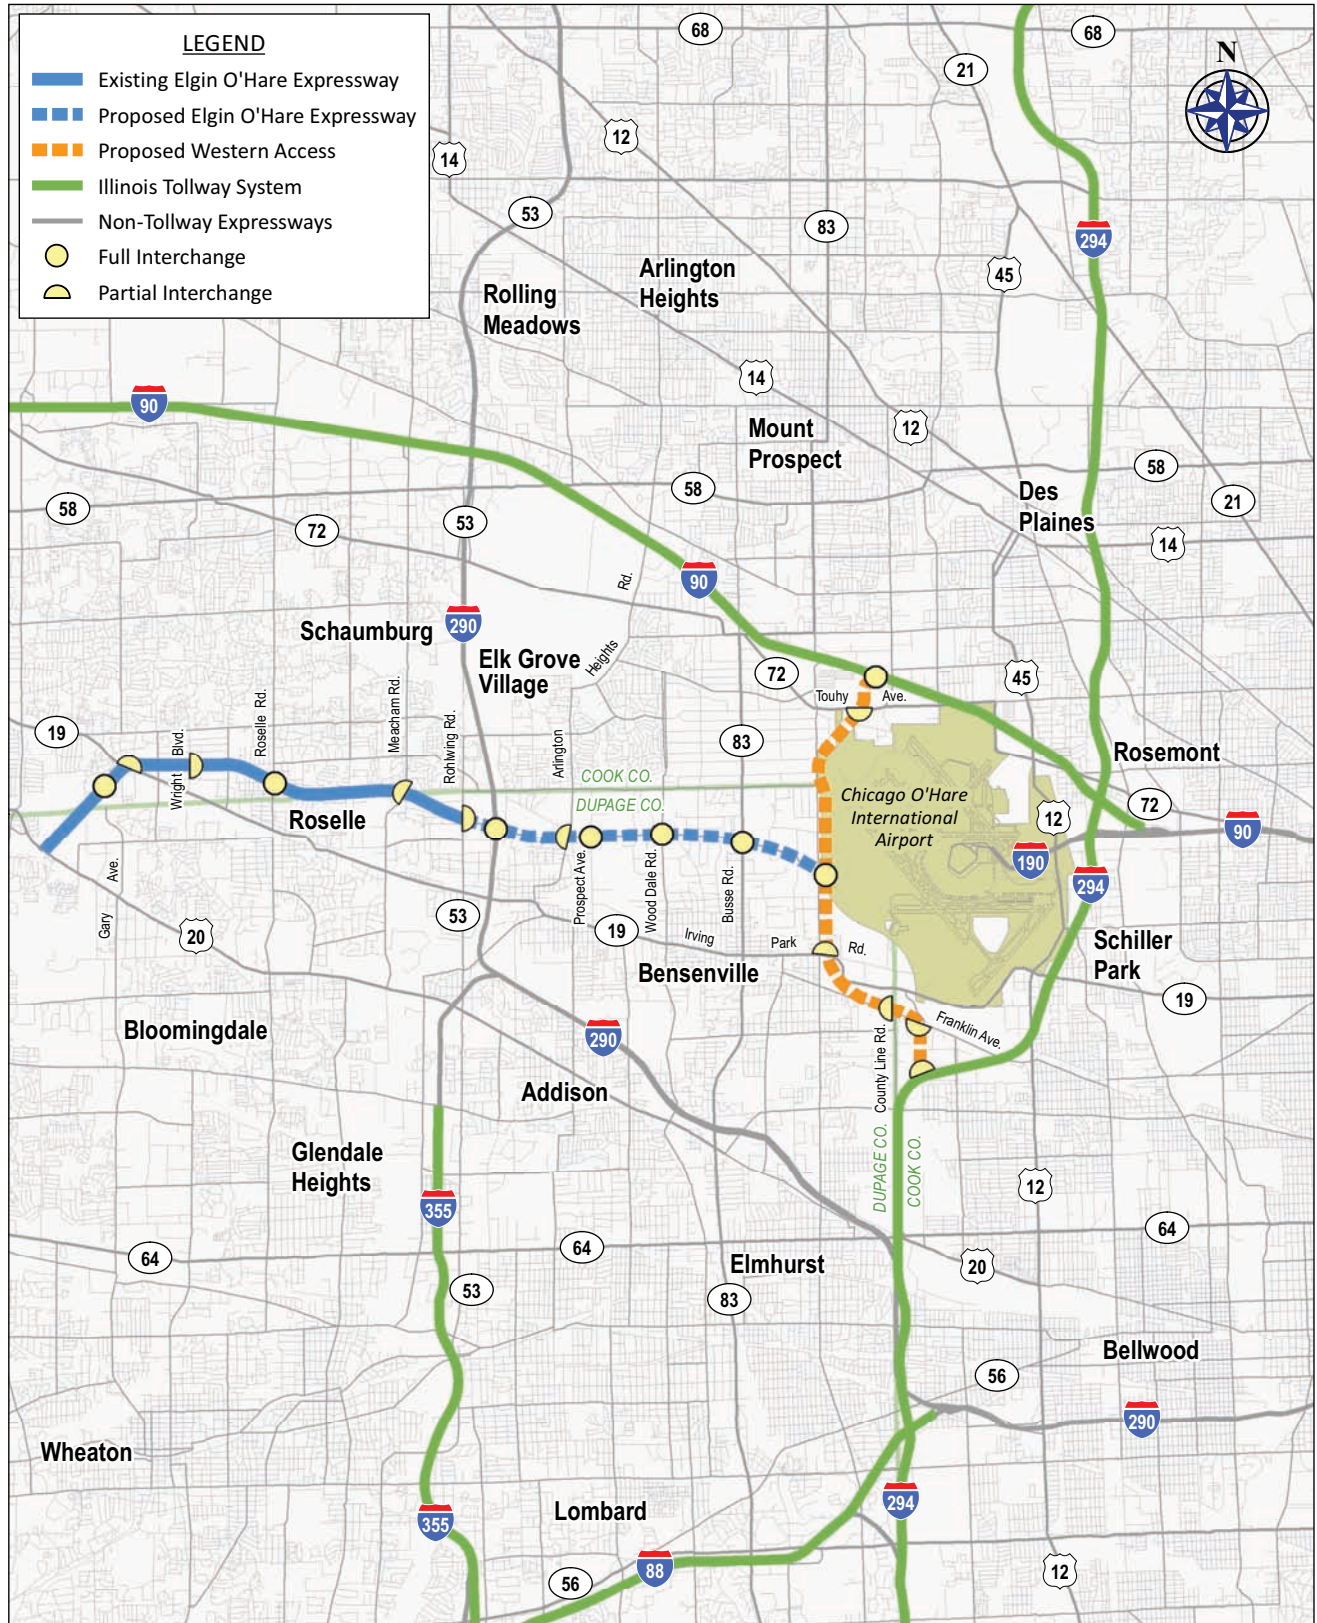 LEGEND
Existing Elgin O'Hare Expressway
Proposed Elgin O'Hare Expressway
Proposed Western Access
Illinois Tollway System
Non-Tollway Expressways
Full Interchange
Partial Interchange
N
68
68
21
12
14
53
83
294
45
Arlington
Heights
Rolling
Meadows
14
90
12
Mount
Prospect
58
58
58
21
Des
Plaines
53
72
14
90
Rd.
Schaumburg
290
Elk Grove
Village
Heights
72
45
Touhy
Ave.
19
Blvd.
Wright
Roselle Rd.
Meacham Rd.
Rohlwing Rd.
Arlington
83
Rosemont
COOK CO.
DUPAGE CO.
Chicago O'Hare
International
Airport
72
12
90
190
Roselle
294
Gary
Ave.
20
53
Prospect Ave.
19
Wood Dale Rd.
Busse Rd.
Irving
Park
Rd.
Schiller
Park
Bensenville
19
Bloomingdale
290
County Line Rd.
Franklin Ave.
Addison
Glendale
Heights
DUPAGE CO.
COOK CO.
12
355
64
64
64
Elmhurst
20
53
83
Bellwood
56
290
Wheaton
294
Lombard
355
88
56
12